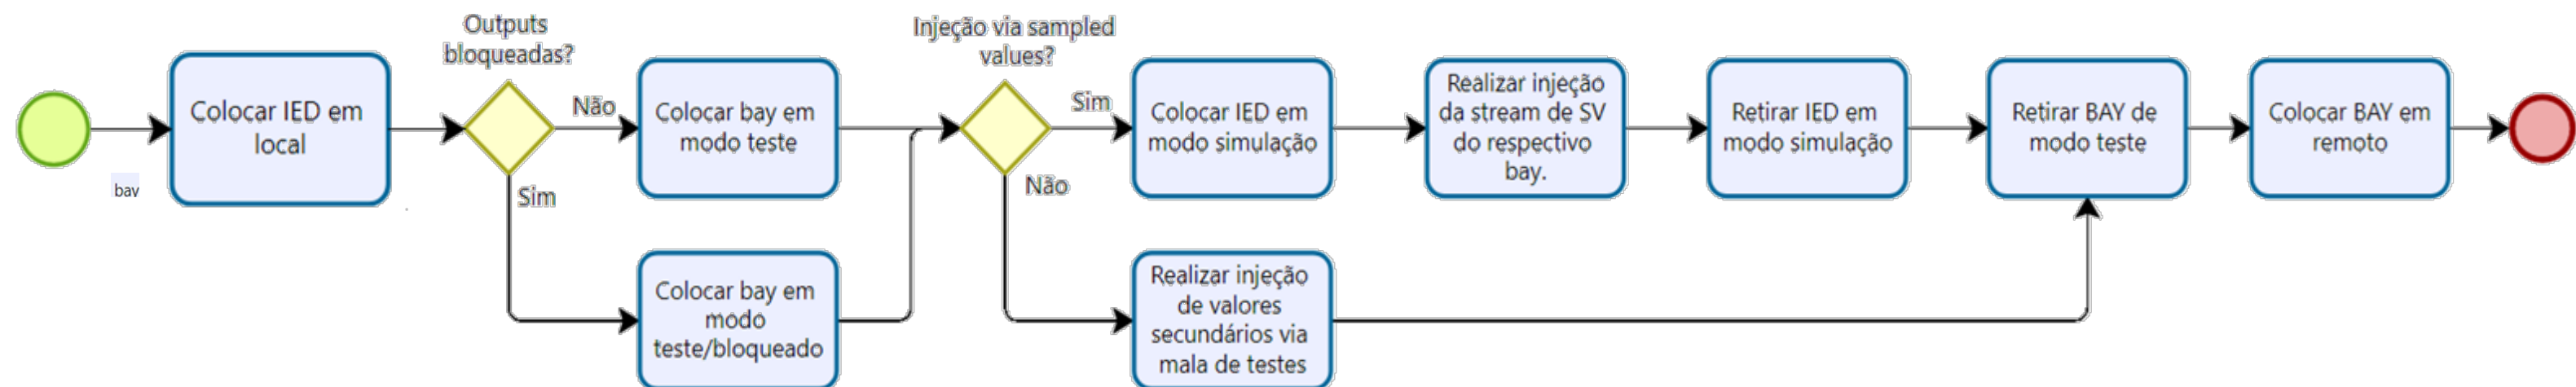 Outputs
bloqueadas?
Injeção via sampled
values?
Colocar IED em
local
Não
Colocar bay em
modo teste
Sim
Colocar IED em
modo simulação
Realizar injeção
da stream de SV
do respectivo
bay.
Retirar IED em
modo simulação
Retirar BAY de
modo teste
Colocar BAY em
remoto
bay
Sim
Não
Colocar bay em
modo
teste/bloqueado
Realizar injeção
de valores
secundários via
mala de testes